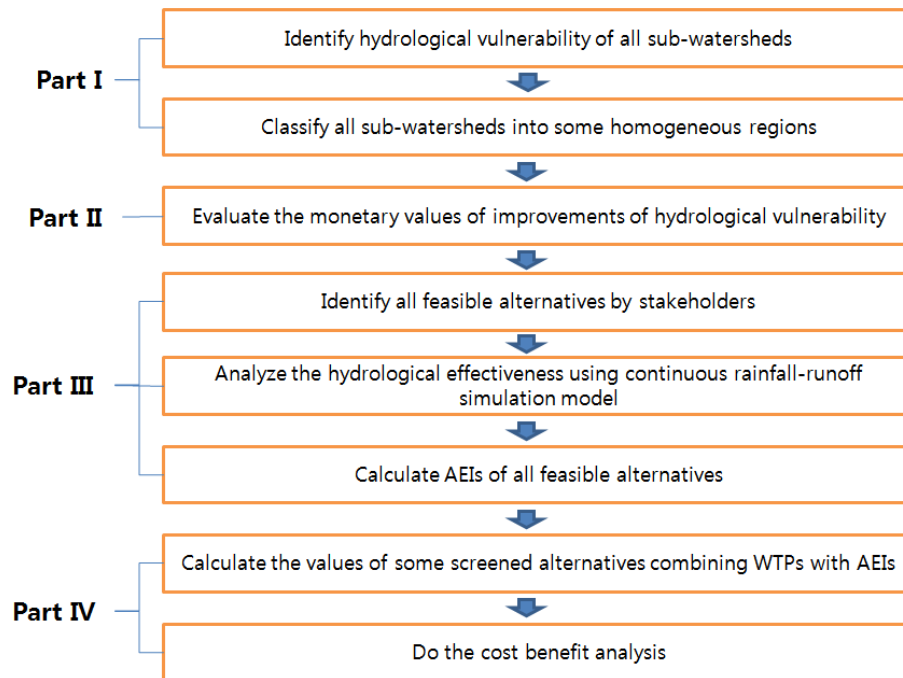 Identify hydrological vulnerability of all sub-watersheds
Part I
Classify all sub-watersheds into some homogeneous regions
Part II
Evaluate the monetary values of improvements of hydrological vulnerability
Identify all feasible alternatives by stakeholders
Part III
Analyze the hydrological effectiveness using continuous rainfall-runoff
simulation model
Calculate AEIs of all feasible alternatives
Calculate the values of some screened alternatives combining WTPs with AEIs
Part IV
Do the cost benefit analysis